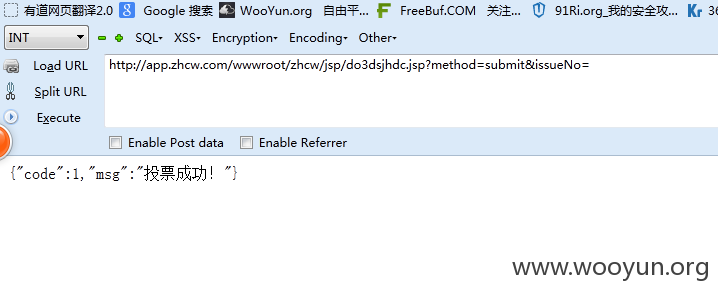 有道网页翻译2.0 Google 搜索 WooYun.org 自由平... FreeBuf.COM 关注... 91Ri.org_我的安全攻... Kr 36
INT SQL· XSS· Encryption· Encoding· Other·
Load URL http://app.zhcw.com/wwwroot/zhcw/jsp/do3dsjhdc.jsp?method=submit&issueNo=
Split URL
Execute
Enable Post data Enable Referrer
{"code":1,"msg":"投票成功! "}
www.wooyun.org